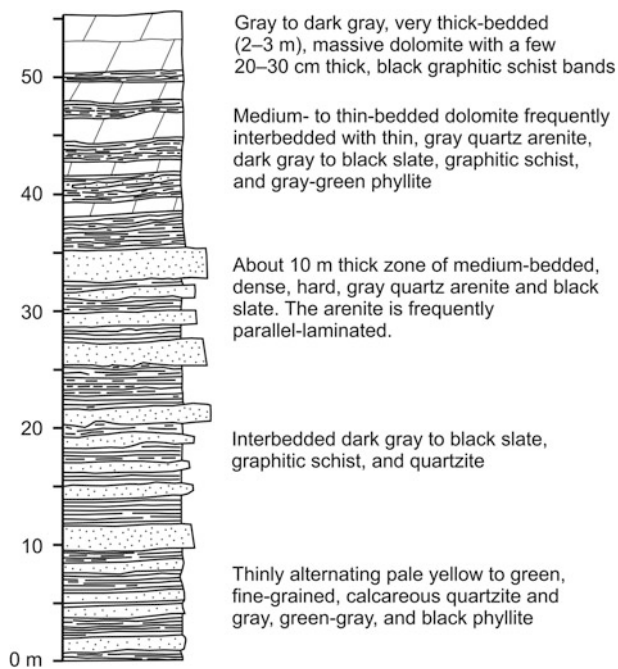 Gray to dark gray, very thick-bedded
(2–3 m), massive dolomite with a few
20–30 cm thick, black graphitic schist bands
50
Medium- to thin-bedded dolomite frequently
interbedded with thin, gray quartz arenite,
dark gray to black slate, graphitic schist,
and gray-green phyllite
40
About 10 m thick zone of medium-bedded,
dense, hard, gray quartz arenite and black
slate. The arenite is frequently
parallel-laminated.
30
20
Interbedded dark gray to black slate,
graphitic schist, and quartzite
10
Thinly alternating pale yellow to green,
fine-grained, calcareous quartzite and
gray, green-gray, and black phyllite
0 m